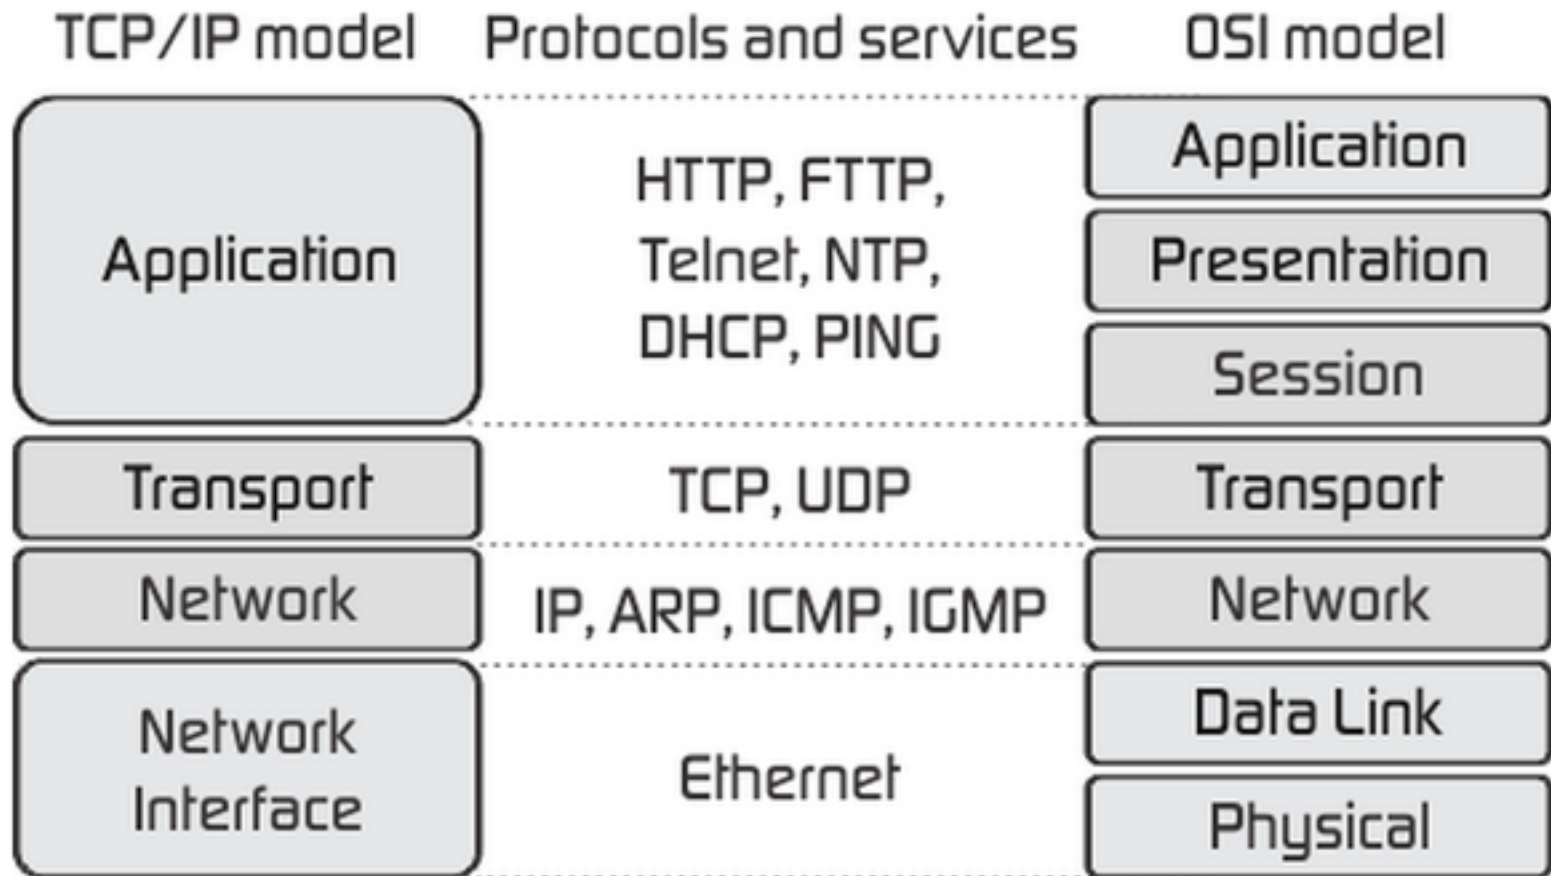 TCP/IP model Protocols and services OSI model
Application
HTTP, FTTP,
Telnet, NTP,
DHCP, PING
Application
Presentation
Session
Transport
TCP, UDP
Transport
Network
IP, ARP, ICMP, IGMP
Network
Network
Interface
Ethernet
Data Link
Physical